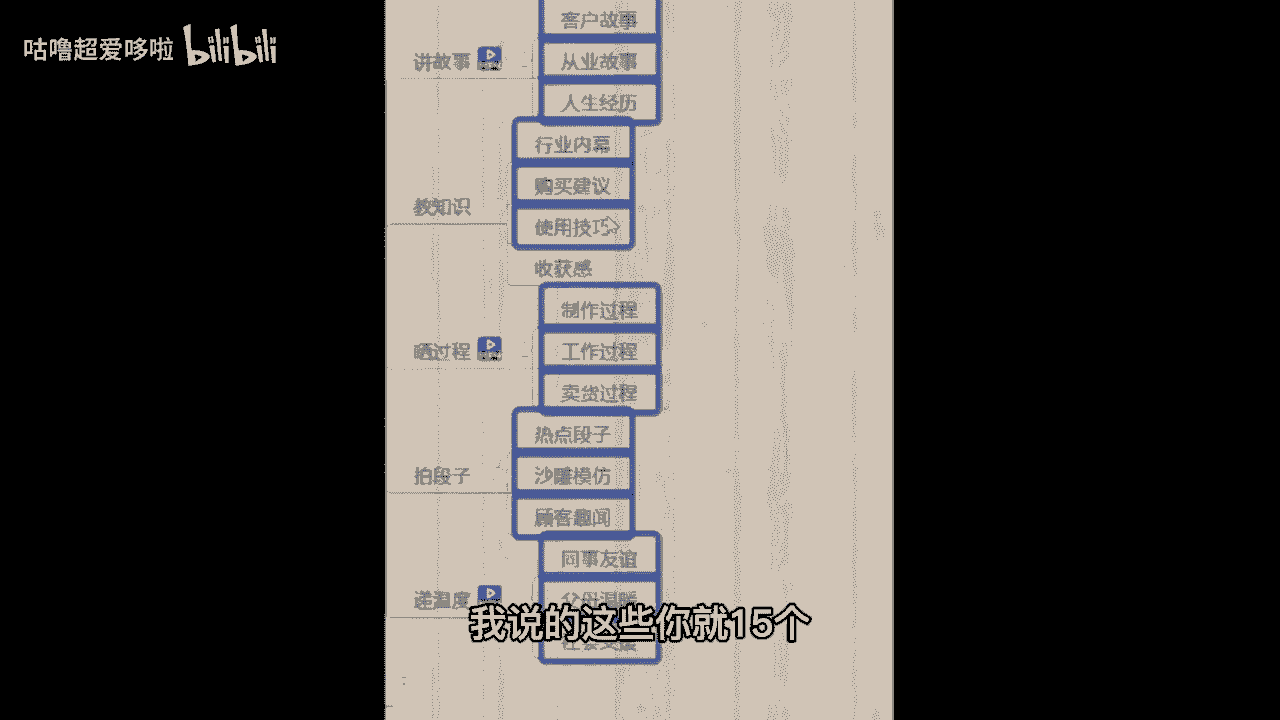 咕噜超爱哆啦 bilibili
客户故事
讲故事
从业故事
人生经历
行业内幕
购买建议
教知识
使用技巧
收获感
制作过程
晒过程
工作过程
卖货过程
热点段子
拍段子
沙雕模仿
顾客趣闻
同事友谊
递温度
父母温暖
我说的这些你就15个